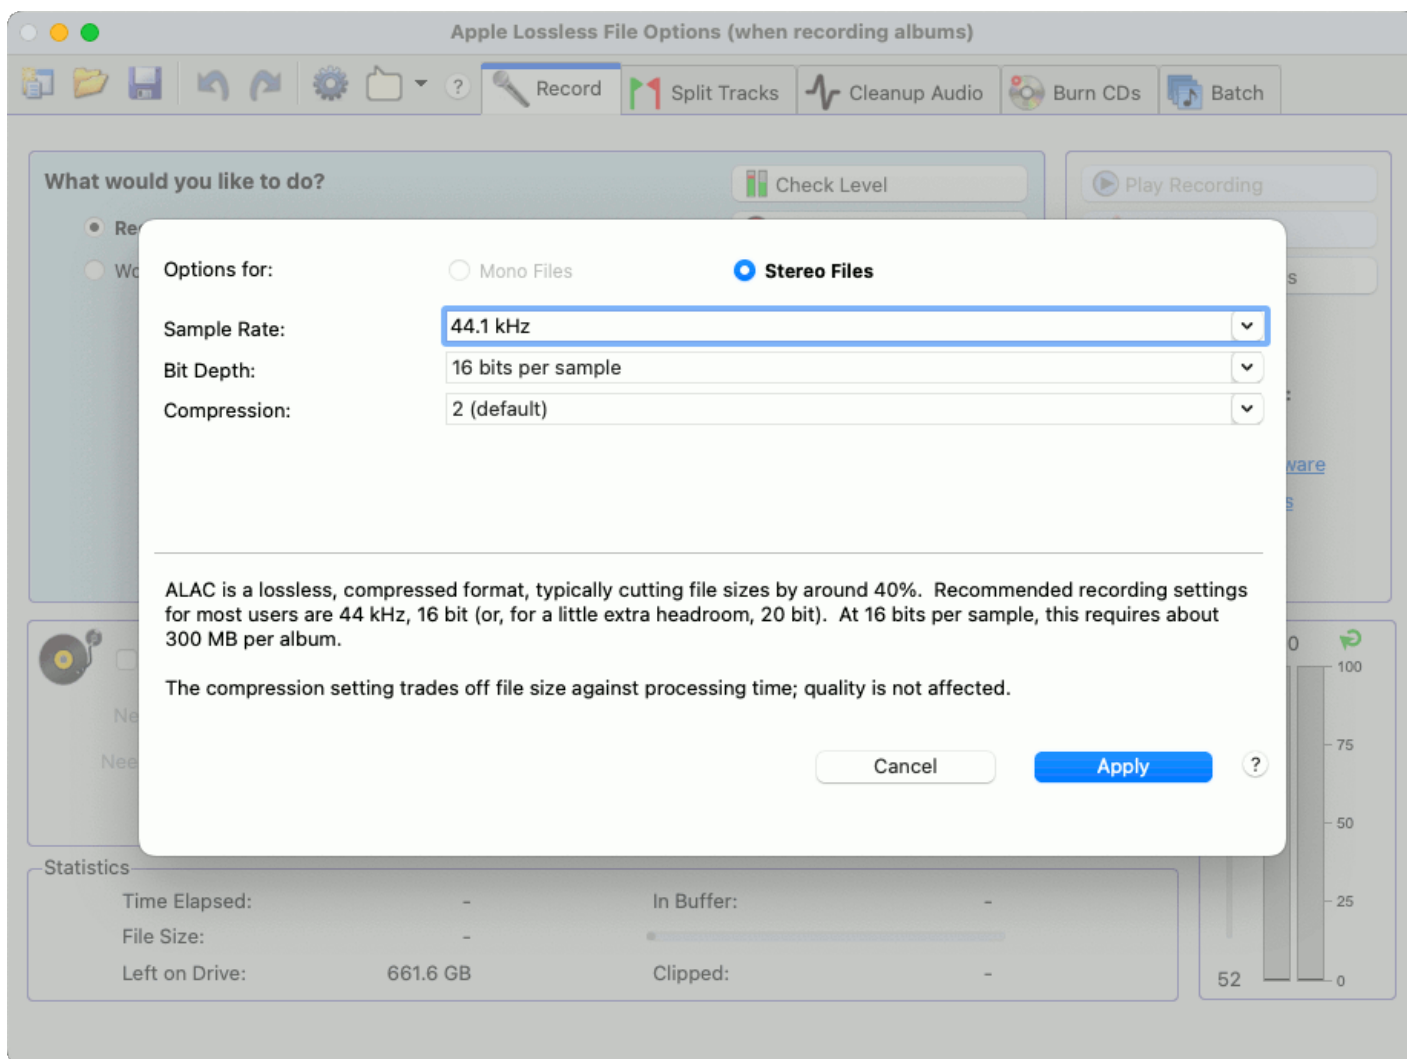 Apple Lossless File Options (when recording albums)
?
Record
Split Tracks
Cleanup Audio
Burn CDs
Batch
What would you like to do?
Check Level
Play Recording
Options for:
Mono Files
Stereo Files
Sample Rate:
44.1 kHz
Bit Depth:
16 bits per sample
Compression:
2 (default)
ALAC is a lossless, compressed format, typically cutting file sizes by around 40%. Recommended recording settings
for most users are 44 kHz, 16 bit (or, for a little extra headroom, 20 bit). At 16 bits per sample, this requires about
300 MB per album.
The compression setting trades off file size against processing time; quality is not affected.
Cancel
Apply
?
100
75
50
25
0
52
Statistics
Time Elapsed: -
In Buffer: -
File Size: -
Left on Drive: 661.6 GB
Clipped: -